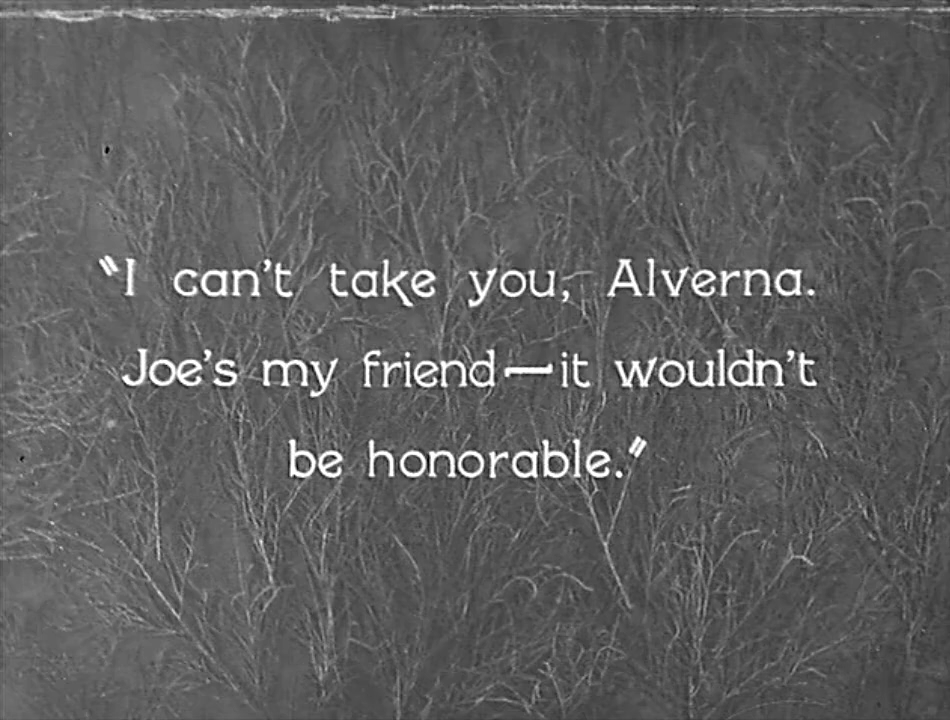 "I can't take you, Alverna.
Joe's my friend—it wouldn't
be honorable."